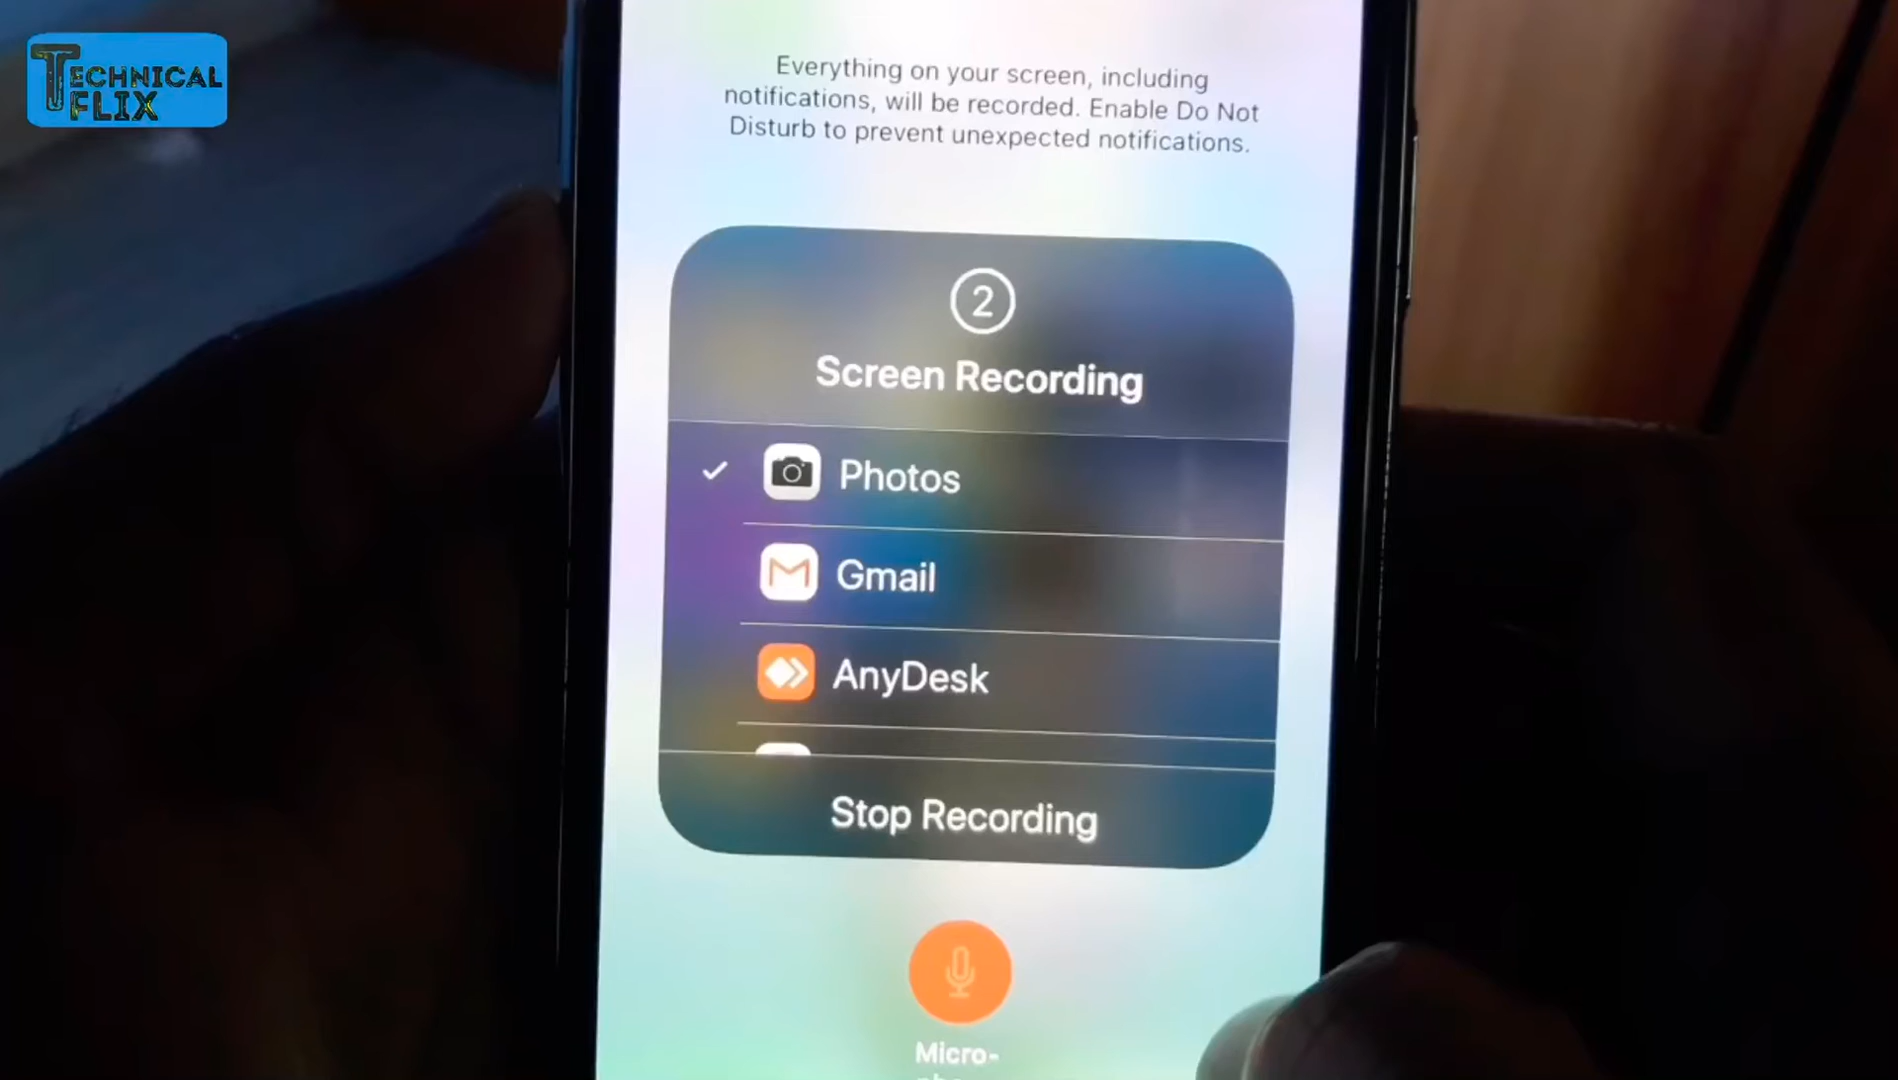 TECHNICAL
FLIX
Everything on your screen, including
notifications, will be recorded. Enable Do Not
Disturb to prevent unexpected notifications.
2
Screen Recording
Photos
Gmail
AnyDesk
Stop Recording
Micro-